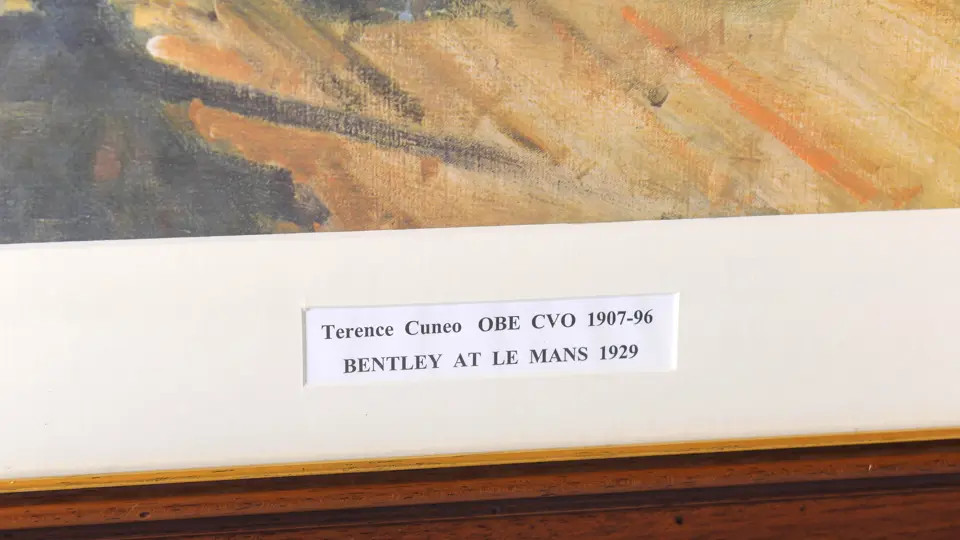 Terence Cuneo OBE CVO 1907-96
BENTLEY AT LE MANS 1929